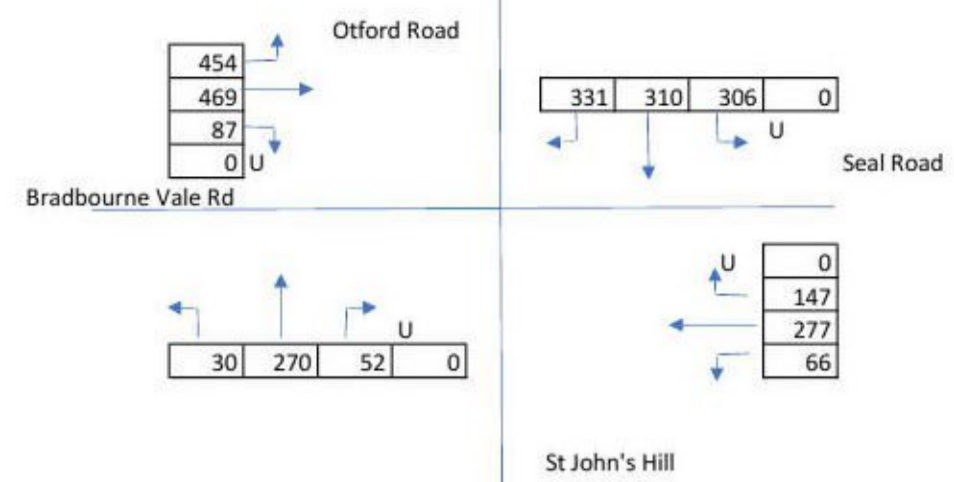 Otford Road
454
469
87
0 U
Bradbourne Vale Rd
331 310 306 0
U
Seal Road
U 0
147
277
66
U
30 270 52 0
St John's Hill